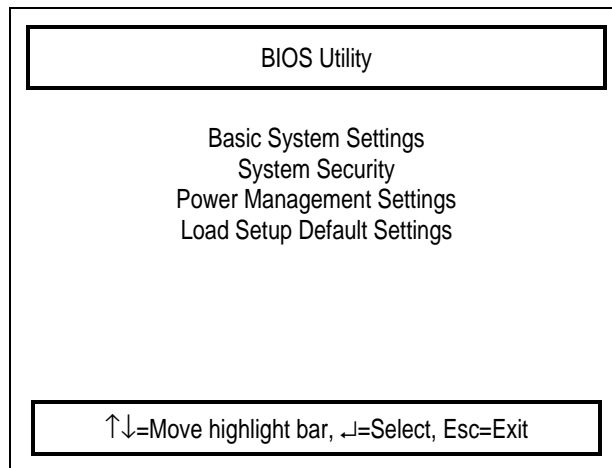 BIOS Utility
Basic System Settings
System Security
Power Management Settings
Load Setup Default Settings
↑↓=Move highlight bar, ↵=Select, Esc=Exit